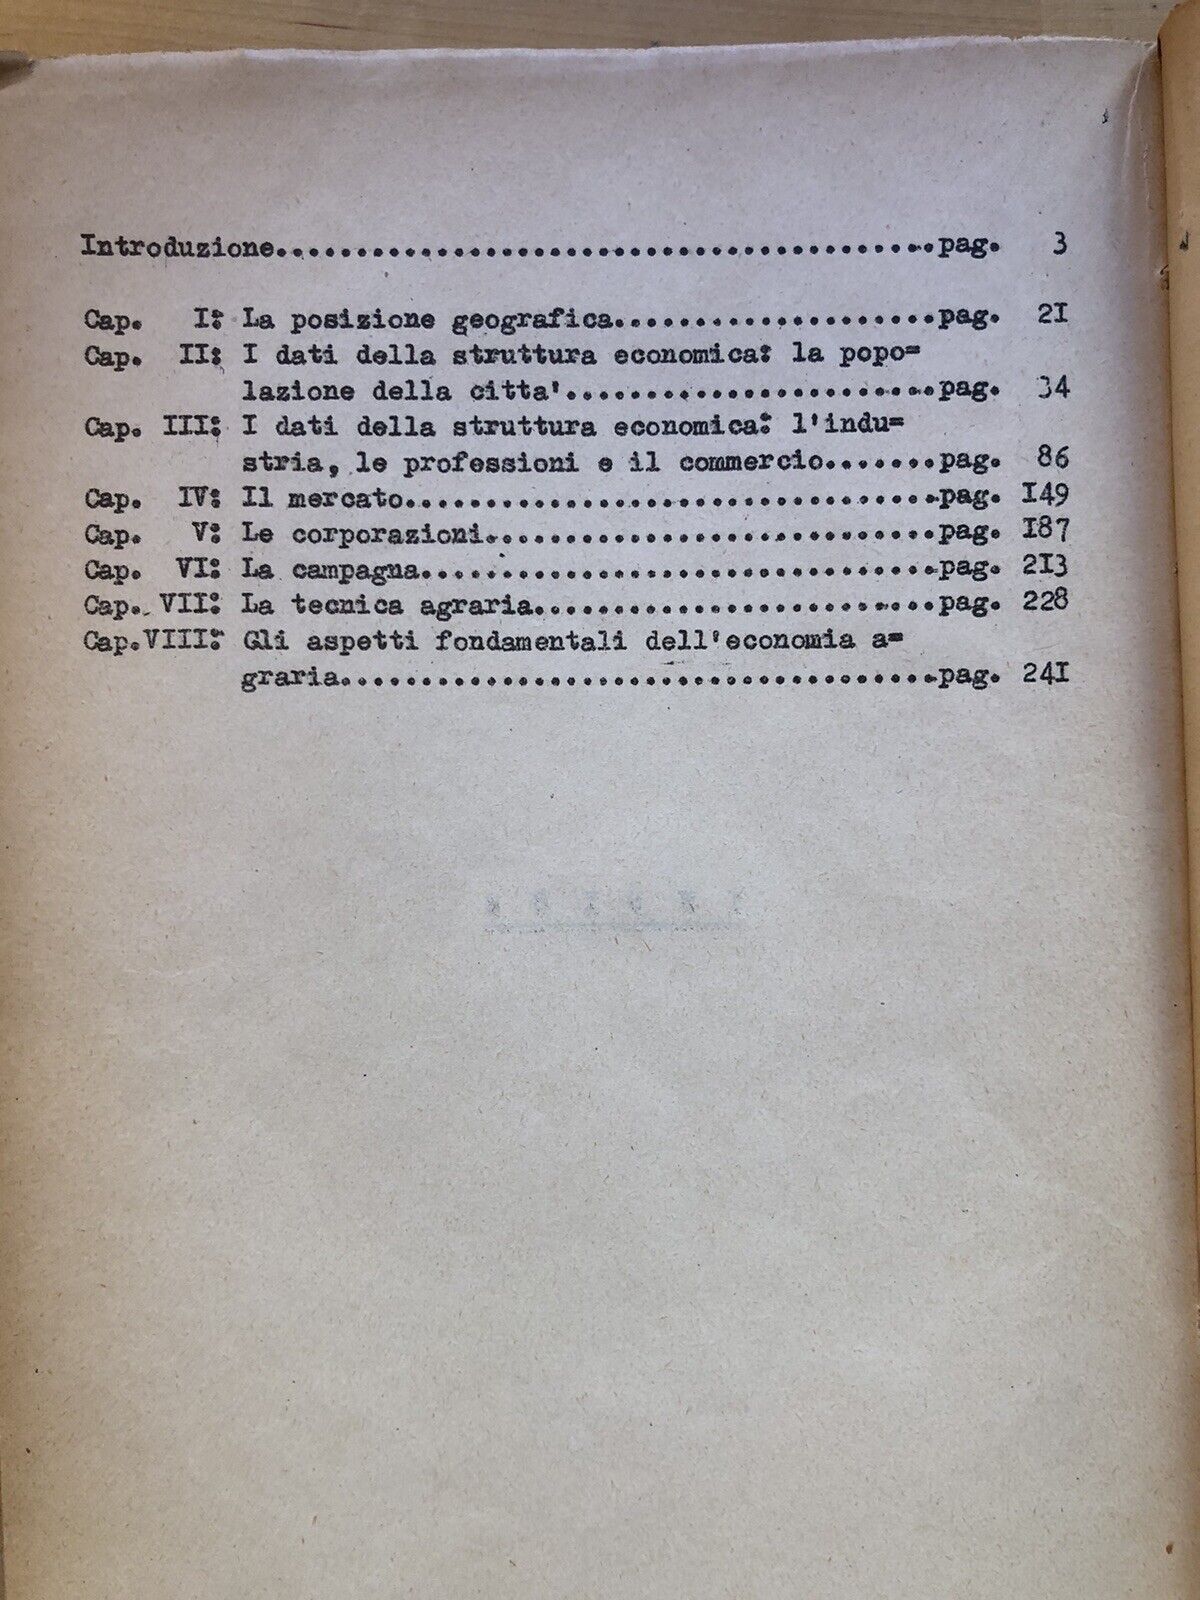 Introduzione.........................................pag. 3
Cap. I: La posizione geografica....................pag. 2I
Cap. II: I dati della struttura economica: la popo=
lazione della citta'.......................pag. 34
Cap. III: I dati della struttura economica: l'indu=
stria, le professioni e il commercio.......pag. 86
Cap. IV: Il mercato.................................pag. I49
Cap. V: Le corporazioni............................pag. I87
Cap. VI: La campagna................................pag. 2I3
Cap. VII: La tecnica agraria.........................pag. 228
Cap.VIII: Gli aspetti fondamentali dell'economia a=
graria.....................................pag. 24I